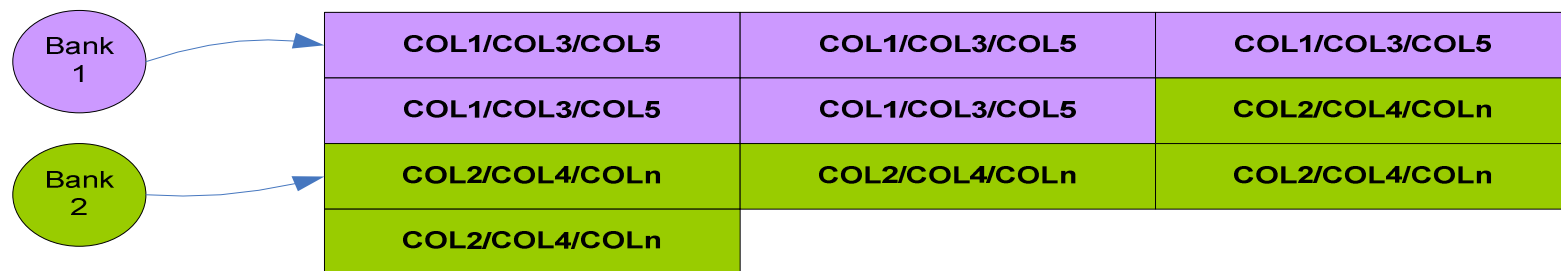 Bank
1
COL1/COL3/COL5 COL1/COL3/COL5 COL1/COL3/COL5
COL1/COL3/COL5 COL1/COL3/COL5 COL2/COL4/COLn
Bank
2
COL2/COL4/COLn COL2/COL4/COLn COL2/COL4/COLn
COL2/COL4/COLn